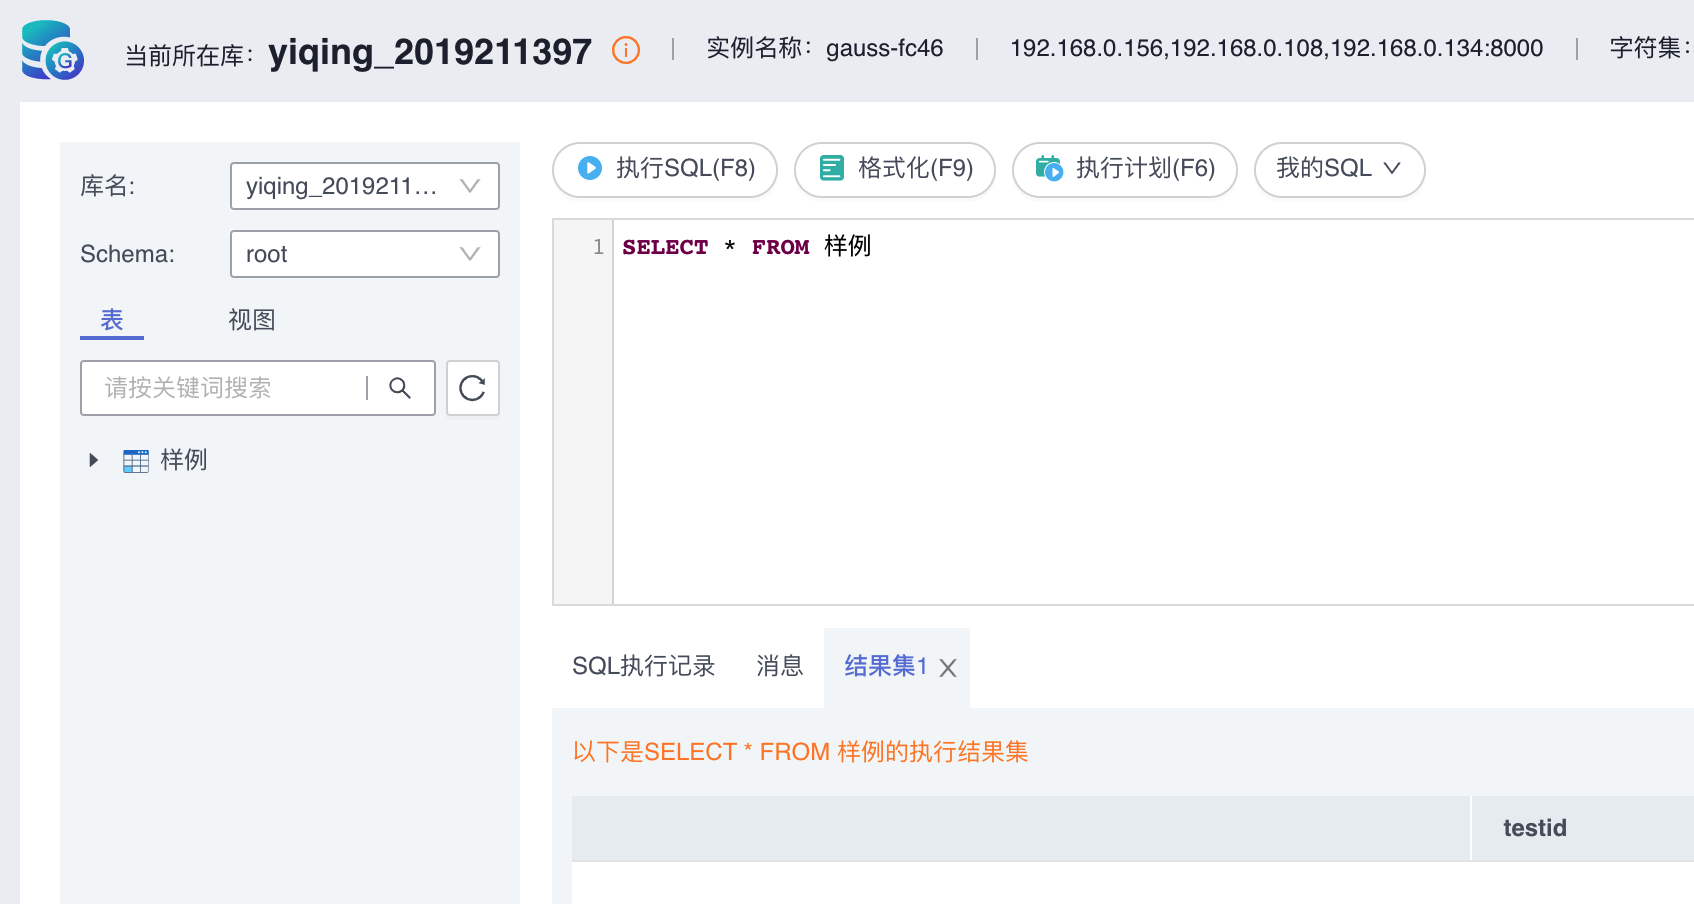 当前所在库: yiqing_2019211397 | 实例名称: gauss-fc46 | 192.168.0.156,192.168.0.108,192.168.0.134:8000 | 字符集:
库名: yiqing_2019211...
Schema: root
表 视图
请按关键词搜索
样例
执行SQL(F8) 格式化(F9) 执行计划(F6) 我的SQL
1 SELECT * FROM 样例
SQL执行记录 消息 结果集1
以下是SELECT * FROM 样例的执行结果集
testid